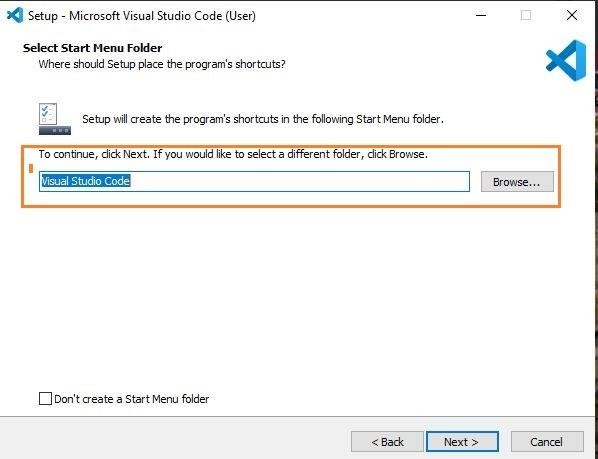 Setup - Microsoft Visual Studio Code (User)
Select Start Menu Folder
Where should Setup place the program's shortcuts?
Setup will create the program's shortcuts in the following Start Menu folder.
To continue, click Next. If you would like to select a different folder, click Browse.
Visual Studio Code
Browse...
Don't create a Start Menu folder
< Back
Next >
Cancel